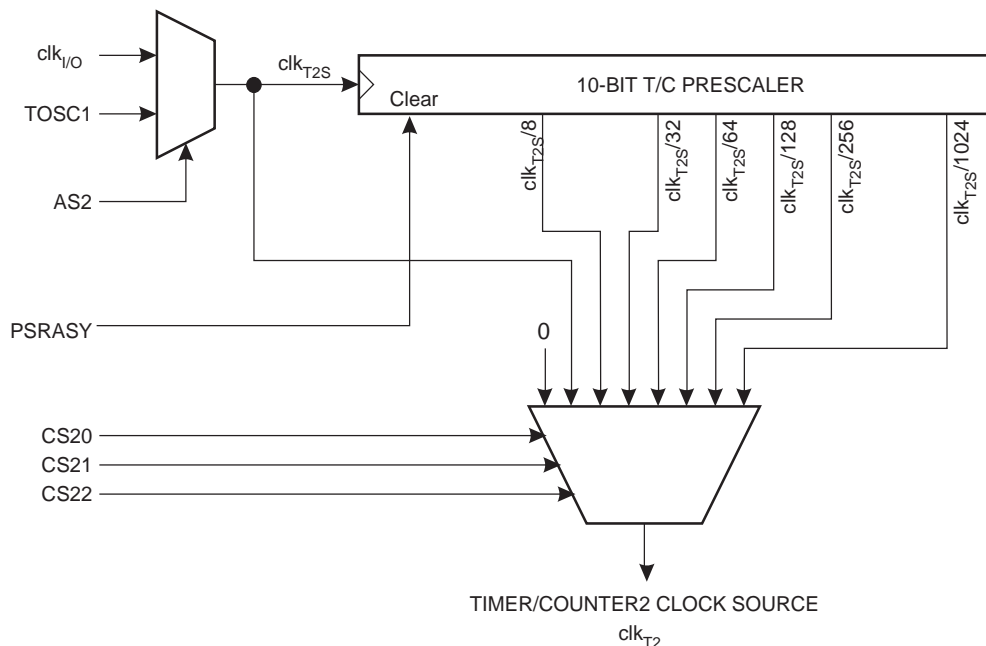 clkI/O
TOSC1
AS2
clkT2S
10-BIT T/C PRESCALER
Clear
clkT2S/8
clkT2S/32
clkT2S/64
clkT2S/128
clkT2S/256
clkT2S/1024
PSRASY
0
CS20
CS21
CS22
TIMER/COUNTER2 CLOCK SOURCE
clkT2